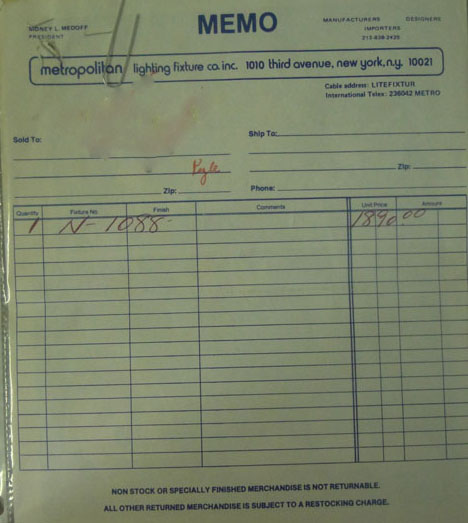 SIDNEY L. MEDOFF
PRESIDENT
MEMO
MANUFACTURERS DESIGNERS
IMPORTERS
212-838-2425
metropolitan lighting fixture co. inc. 1010 third avenue, new york, n.y. 10021
Cable address: LITEFIXTUR
International Telex: 236042 METRO
Sold To:
Ship To:
Zip:
Zip:
Phone:
Quantity Fixture No. Finish Comments Unit Price Amount
1 N-1088- 1890.00
NON STOCK OR SPECIALLY FINISHED MERCHANDISE IS NOT RETURNABLE.
ALL OTHER RETURNED MERCHANDISE IS SUBJECT TO A RESTOCKING CHARGE.